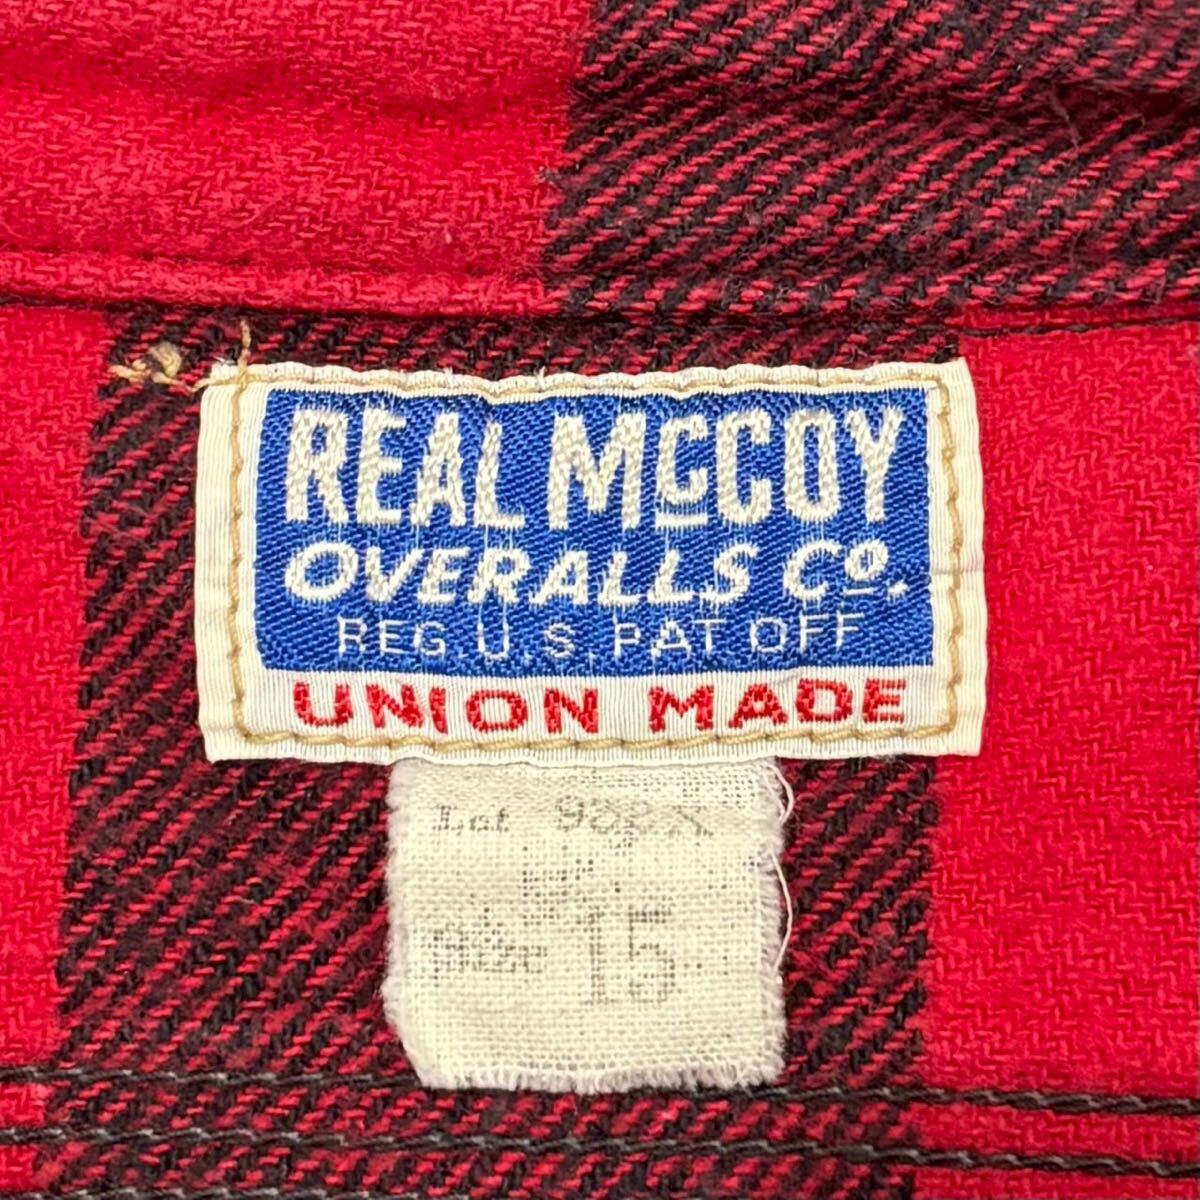 REAL McCOY
OVERALLS Co.
REG. U.S. PAT OFF
UNION MADE
Lot
Size 15